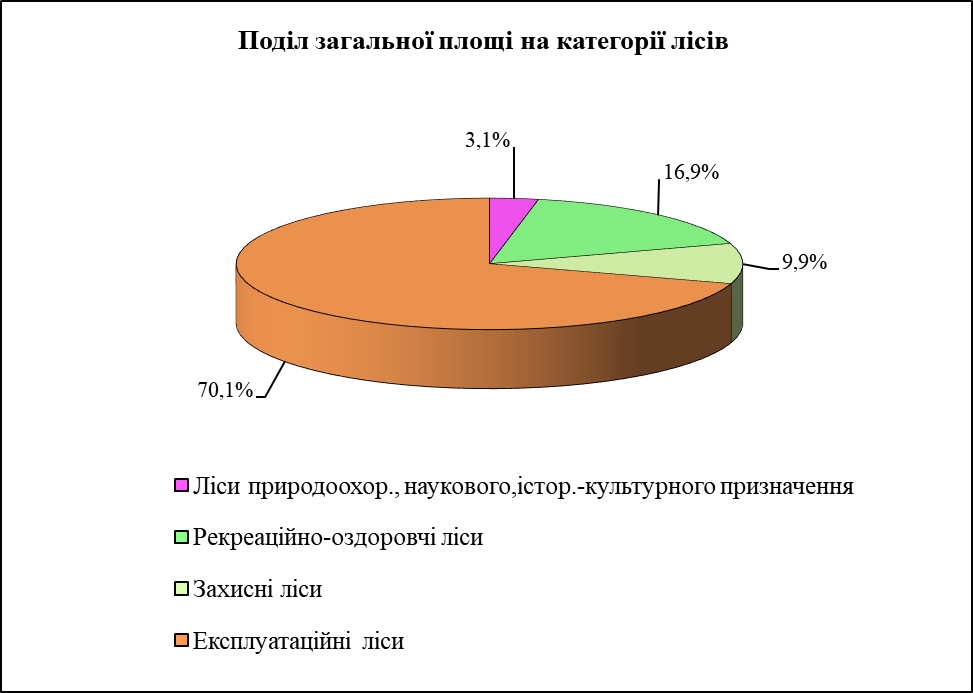 Поділ загальної площі на категорії лісів
3,1%
16,9%
9,9%
70,1%
Ліси природоохор., наукового,істор.-культурного призначення
Рекреаційно-оздоровчі ліси
Захисні ліси
Експлуатаційні ліси